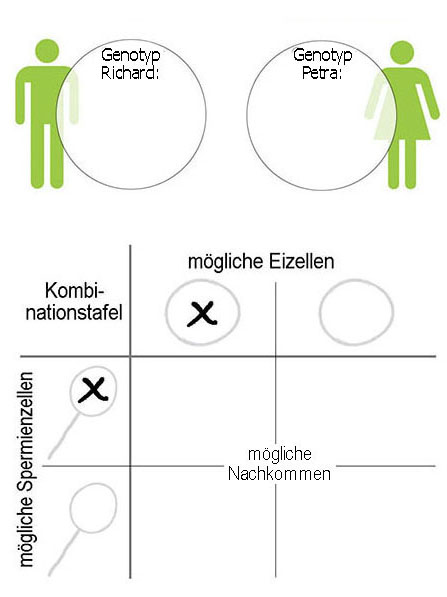 Genotyp
Richard:
Genotyp
Petra:
mögliche Eizellen
Kombi-
nationstafel
X
X
mögliche Spermienzellen
mögliche
Nachkommen